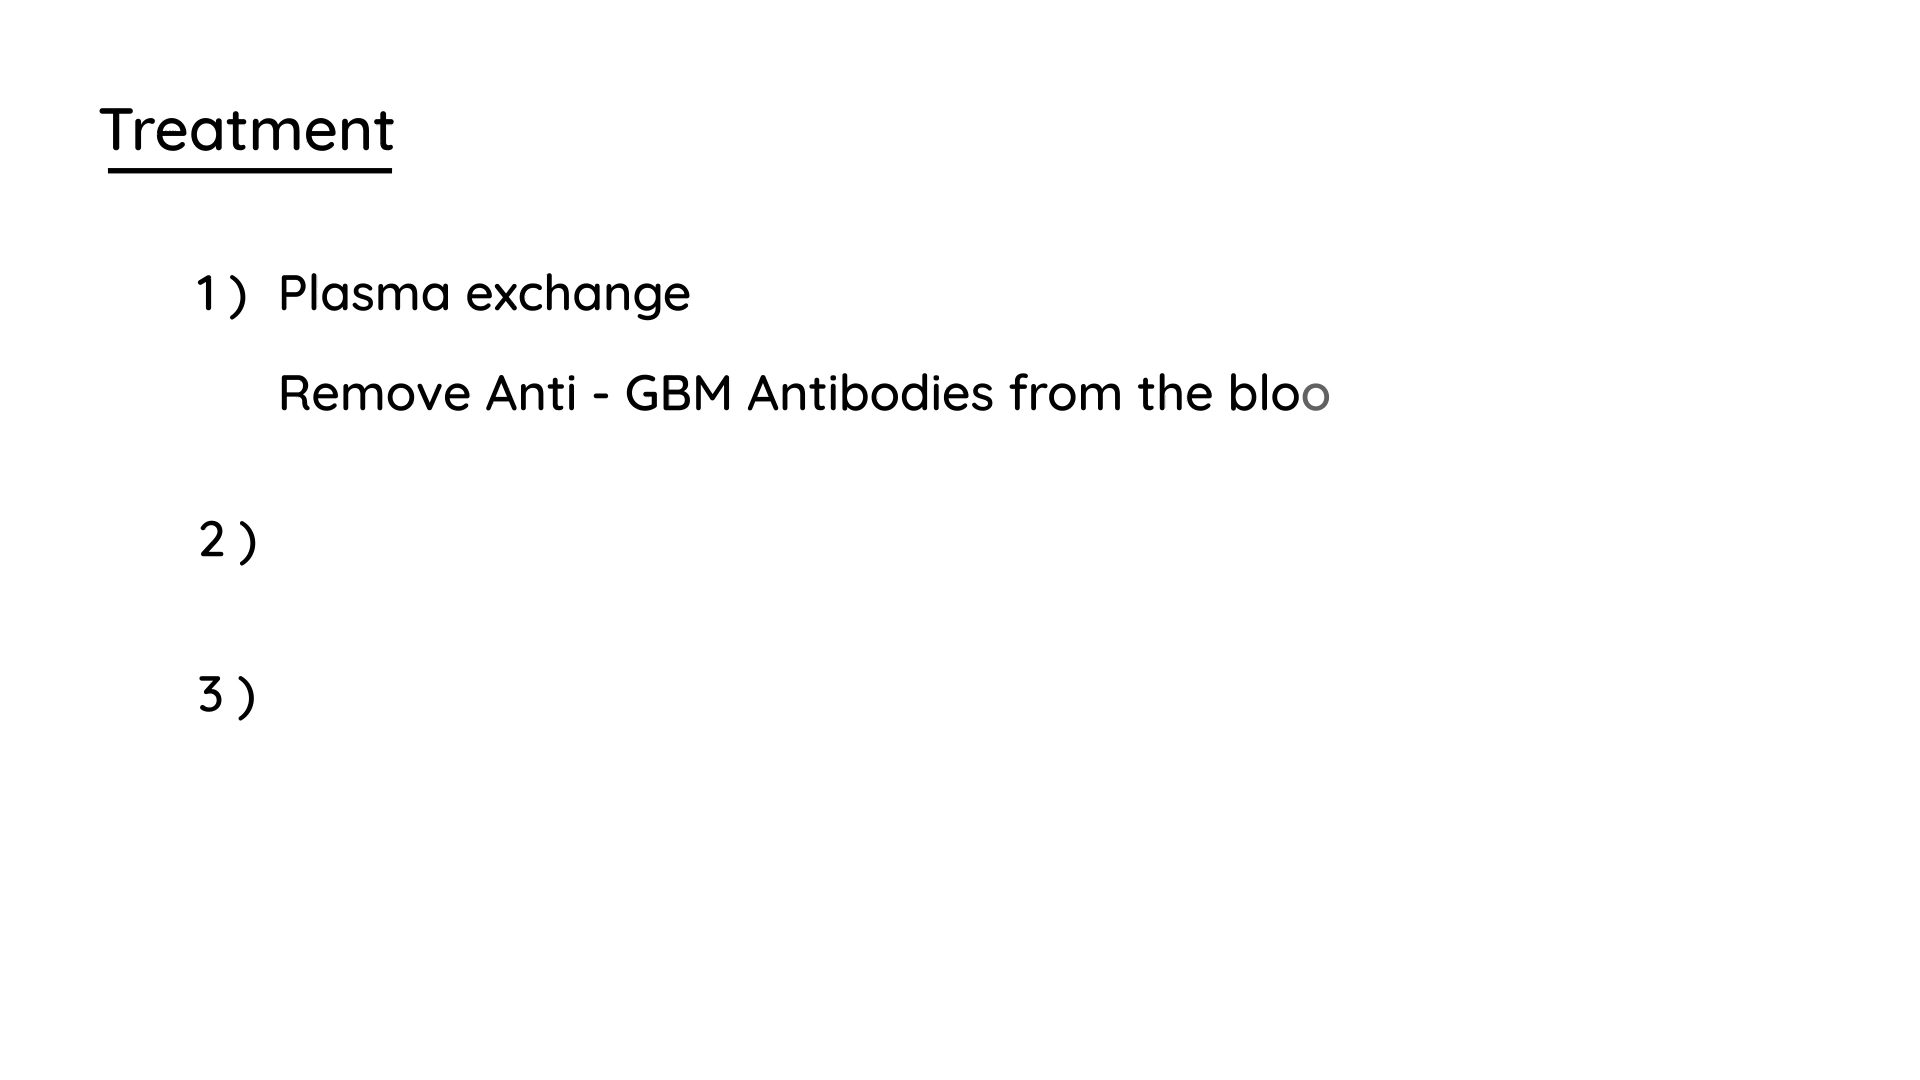 Treatment
1 ) Plasma exchange
Remove Anti - GBM Antibodies from the bloo
2 )
3 )